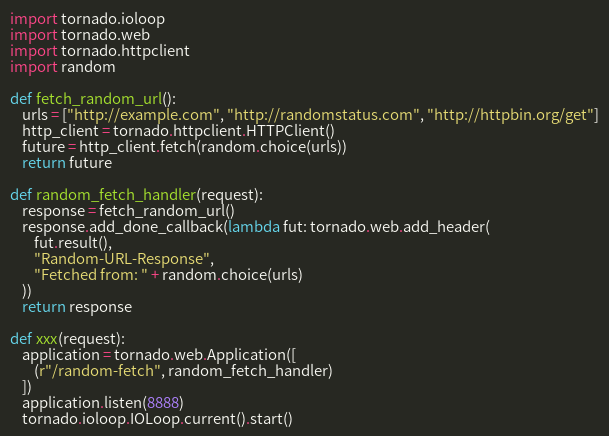 import tornado.ioloop
import tornado.web
import tornado.httpclient
import random

def fetch_random_url():
    urls = ["http://example.com", "http://randomstatus.com", "http://httpbin.org/get"]
    http_client = tornado.httpclient.HTTPClient()
    future = http_client.fetch(random.choice(urls))
    return future

def random_fetch_handler(request):
    response = fetch_random_url()
    response.add_done_callback(lambda fut: tornado.web.add_header(
        fut.result(),
        "Random-URL-Response",
        "Fetched from: " + random.choice(urls)
    ))
    return response

def xxx(request):
    application = tornado.web.Application([
        (r"/random-fetch", random_fetch_handler)
    ])
    application.listen(8888)
    tornado.ioloop.IOLoop.current().start()